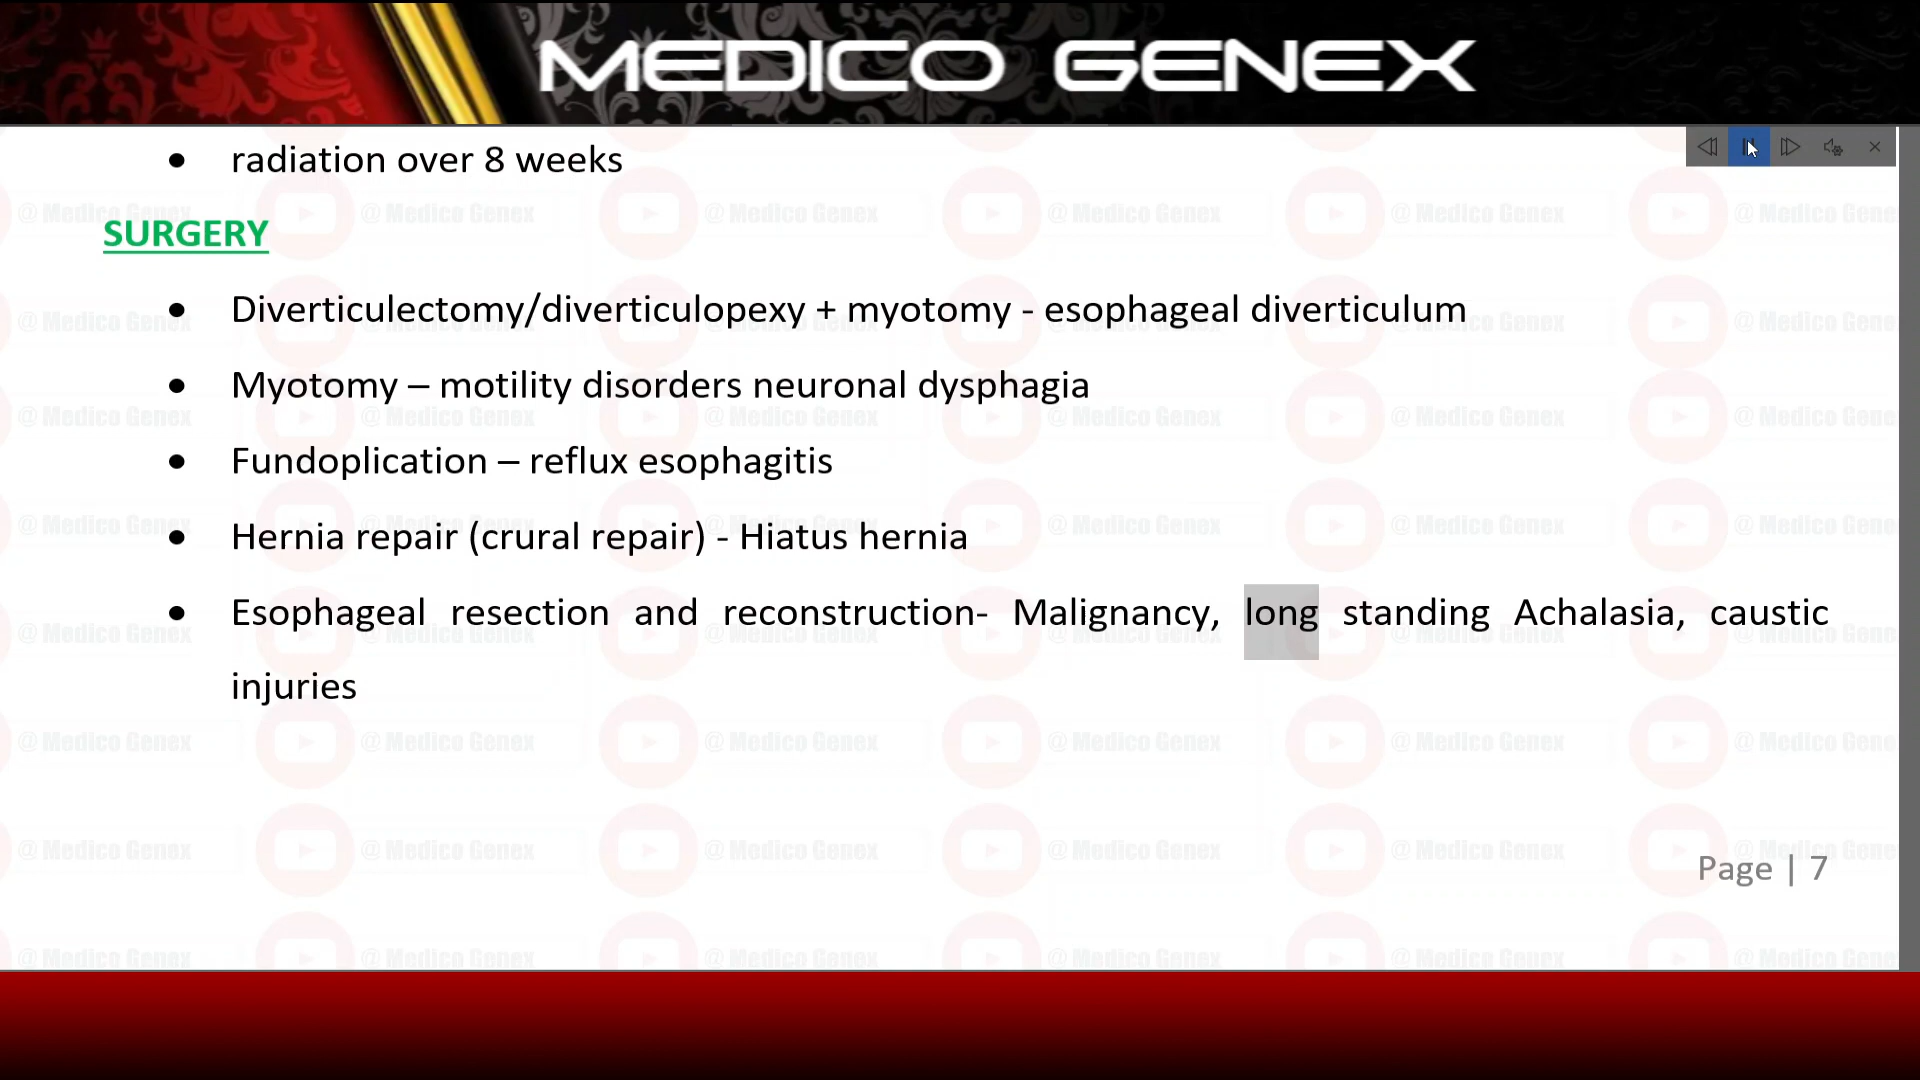 MEDICO GENEX
• radiation over 8 weeks
SURGERY
• Diverticulectomy/diverticulopexy + myotomy - esophageal diverticulum
• Myotomy – motility disorders neuronal dysphagia
• Fundoplication – reflux esophagitis
• Hernia repair (crural repair) - Hiatus hernia
• Esophageal resection and reconstruction- Malignancy, long standing Achalasia, caustic
injuries
Page | 7
@ Medico Genex